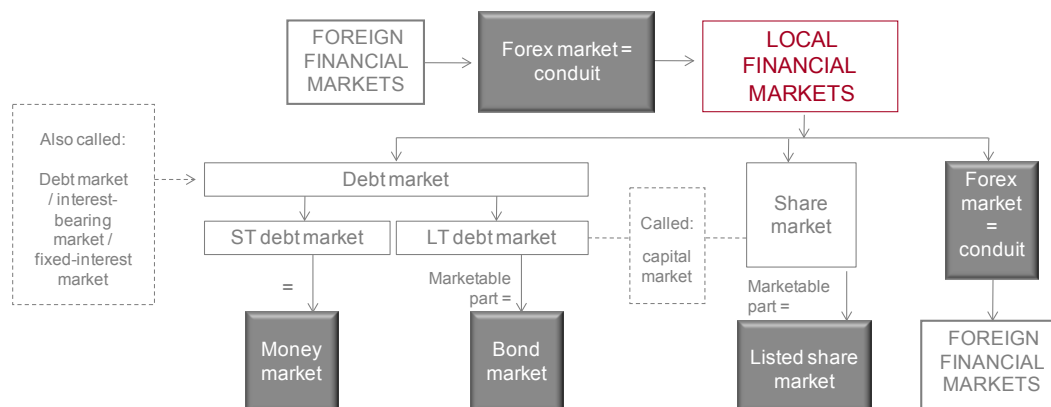 FOREIGN
FINANCIAL
MARKETS
Forex market =
conduit
LOCAL
FINANCIAL
MARKETS
Also called:
Debt market
/ interest-
bearing
market /
fixed-interest
market
Debt market
ST debt market
LT debt market
Called:
capital
market
Share
market
Forex
market
=
conduit
=
Marketable
part =
Marketable
part =
Money
market
Bond
market
Listed share
market
FOREIGN
FINANCIAL
MARKETS